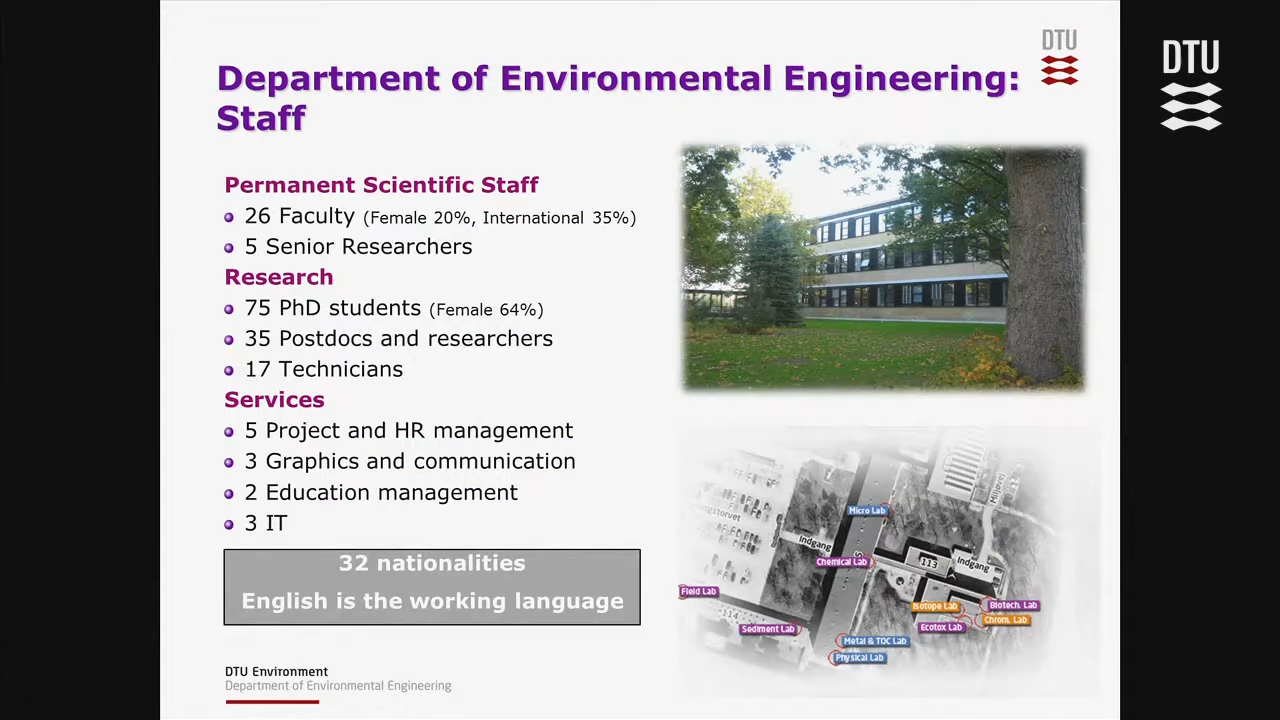 DTU
DTU
Department of Environmental Engineering:
Staff
Permanent Scientific Staff
26 Faculty (Female 20%, International 35%)
5 Senior Researchers
Research
75 PhD students (Female 64%)
35 Postdocs and researchers
17 Technicians
Services
5 Project and HR management
3 Graphics and communication
2 Education management
3 IT
32 nationalities
English is the working language
Miljøvej
Micro Lab
Indgang
Chemical Lab
113
Indgang
Field Lab
114
Isotope Lab
Biotech. Lab
Chrom. Lab
Sediment Lab
Ecotox Lab
Metal & TOC Lab
Physical Lab
DTU Environment
Department of Environmental Engineering